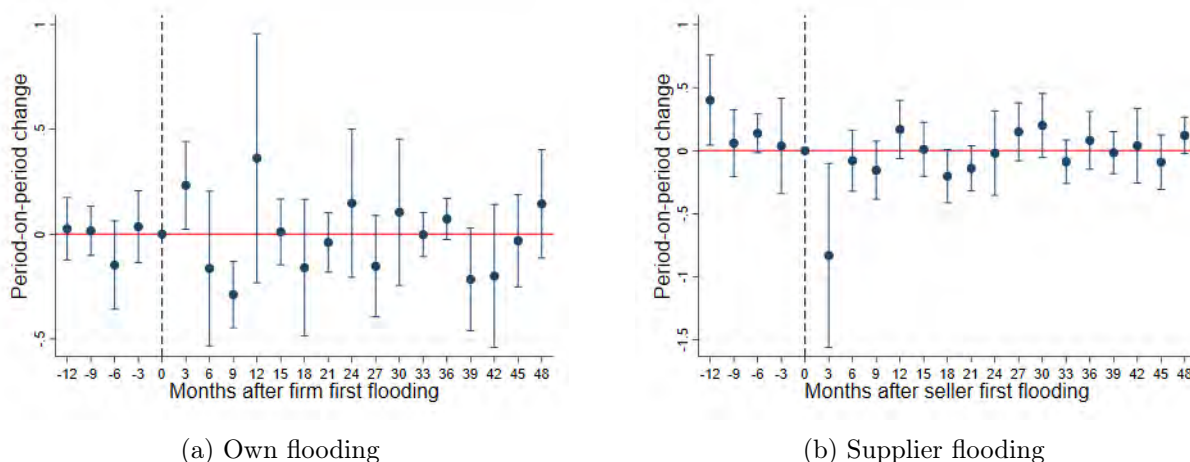 Period-on-period change
1
.5
0
-.5
-12 -9 -6 -3 0 3 6 9 12 15 18 21 24 27 30 33 36 39 42 45 48
Months after firm first flooding
(a) Own flooding
Period-on-period change
1
.5
0
-.5
-1
-1.5
-12 -9 -6 -3 0 3 6 9 12 15 18 21 24 27 30 33 36 39 42 45 48
Months after seller first flooding
(b) Supplier flooding